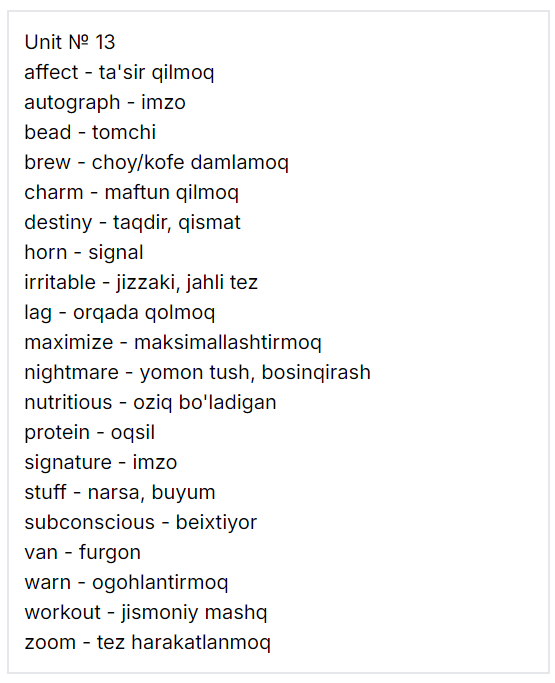 Unit № 13
affect - ta'sir qilmoq
autograph - imzo
bead - tomchi
brew - choy/kofe damlamoq
charm - maftun qilmoq
destiny - taqdir, qismat
horn - signal
irritable - jizzaki, jahli tez
lag - orqada qolmoq
maximize - maksimallashtirmoq
nightmare - yomon tush, bosinqirash
nutritious - oziq bo'ladigan
protein - oqsil
signature - imzo
stuff - narsa, buyum
subconscious - beixtiyor
van - furgon
warn - ogohlantirmoq
workout - jismoniy mashq
zoom - tez harakatlanmoq